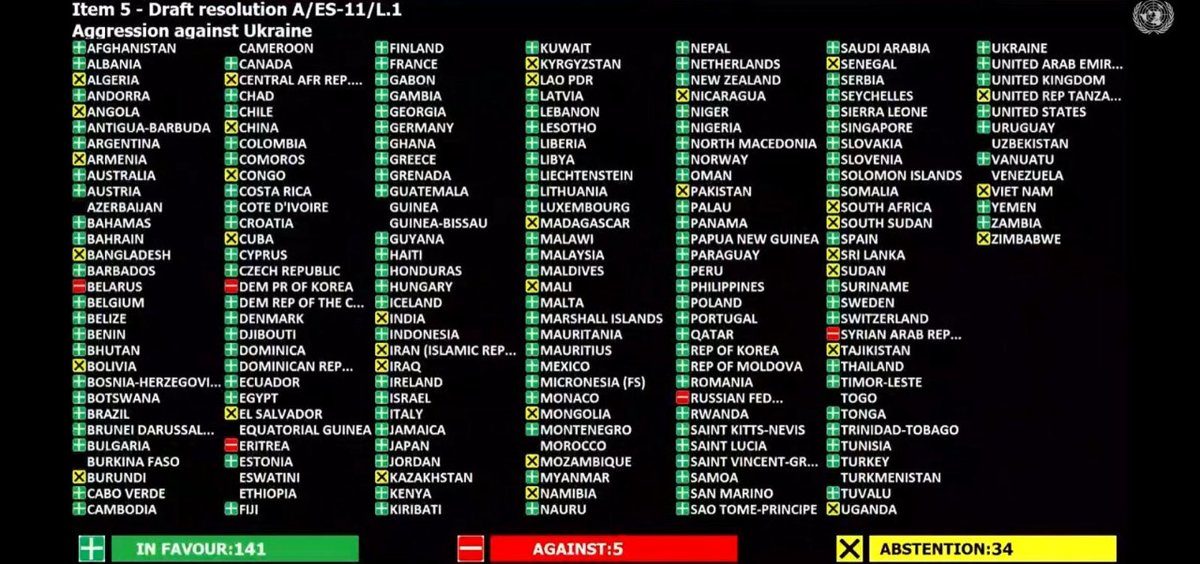 Item 5 - Draft resolution A/ES-11/L.1
Aggression against Ukraine
AFGHANISTAN
ALBANIA
ALGERIA
ANDORRA
ANGOLA
ANTIGUA-BARBUDA
ARGENTINA
ARMENIA
AUSTRALIA
AUSTRIA
AZERBAIJAN
BAHAMAS
BAHRAIN
BANGLADESH
BARBADOS
BELARUS
BELGIUM
BELIZE
BENIN
BHUTAN
BOLIVIA
BOSNIA-HERZEGOVI...
BOTSWANA
BRAZIL
BRUNEI DARUSSAL...
BULGARIA
BURKINA FASO
BURUNDI
CABO VERDE
CAMBODIA
CAMEROON
CANADA
CENTRAL AFR REP....
CHAD
CHILE
CHINA
COLOMBIA
COMOROS
CONGO
COSTA RICA
COTE D'IVOIRE
CROATIA
CUBA
CYPRUS
CZECH REPUBLIC
DEM PR OF KOREA
DEM REP OF THE C...
DENMARK
DJIBOUTI
DOMINICA
DOMINICAN REP...
ECUADOR
EGYPT
EL SALVADOR
EQUATORIAL GUINEA
ERITREA
ESTONIA
ESWATINI
ETHIOPIA
FIJI
FINLAND
FRANCE
GABON
GAMBIA
GEORGIA
GERMANY
GHANA
GREECE
GRENADA
GUATEMALA
GUINEA
GUINEA-BISSAU
GUYANA
HAITI
HONDURAS
HUNGARY
ICELAND
INDIA
INDONESIA
IRAN (ISLAMIC REP...
IRAQ
IRELAND
ISRAEL
ITALY
JAMAICA
JAPAN
JORDAN
KAZAKHSTAN
KENYA
KIRIBATI
KUWAIT
KYRGYZSTAN
LAO PDR
LATVIA
LEBANON
LESOTHO
LIBERIA
LIBYA
LIECHTENSTEIN
LITHUANIA
LUXEMBOURG
MADAGASCAR
MALAWI
MALAYSIA
MALDIVES
MALI
MALTA
MARSHALL ISLANDS
MAURITANIA
MAURITIUS
MEXICO
MICRONESIA (FS)
MONACO
MONGOLIA
MONTENEGRO
MOROCCO
MOZAMBIQUE
MYANMAR
NAMIBIA
NAURU
NEPAL
NETHERLANDS
NEW ZEALAND
NICARAGUA
NIGER
NIGERIA
NORTH MACEDONIA
NORWAY
OMAN
PAKISTAN
PALAU
PANAMA
PAPUA NEW GUINEA
PARAGUAY
PERU
PHILIPPINES
POLAND
PORTUGAL
QATAR
REP OF KOREA
REP OF MOLDOVA
ROMANIA
RUSSIAN FED...
RWANDA
SAINT KITTS-NEVIS
SAINT LUCIA
SAINT VINCENT-GR...
SAMOA
SAN MARINO
SAO TOME-PRINCIPE
SAUDI ARABIA
SENEGAL
SERBIA
SEYCHELLES
SIERRA LEONE
SINGAPORE
SLOVAKIA
SLOVENIA
SOLOMON ISLANDS
SOMALIA
SOUTH AFRICA
SOUTH SUDAN
SPAIN
SRI LANKA
SUDAN
SURINAME
SWEDEN
SWITZERLAND
SYRIAN ARAB REP...
TAJIKISTAN
THAILAND
TIMOR-LESTE
TOGO
TONGA
TRINIDAD-TOBAGO
TUNISIA
TURKEY
TURKMENISTAN
TUVALU
UGANDA
UKRAINE
UNITED ARAB EMIR...
UNITED KINGDOM
UNITED REP TANZA...
UNITED STATES
URUGUAY
UZBEKISTAN
VANUATU
VENEZUELA
VIET NAM
YEMEN
ZAMBIA
ZIMBABWE
IN FAVOUR:141
AGAINST:5
ABSTENTION:34